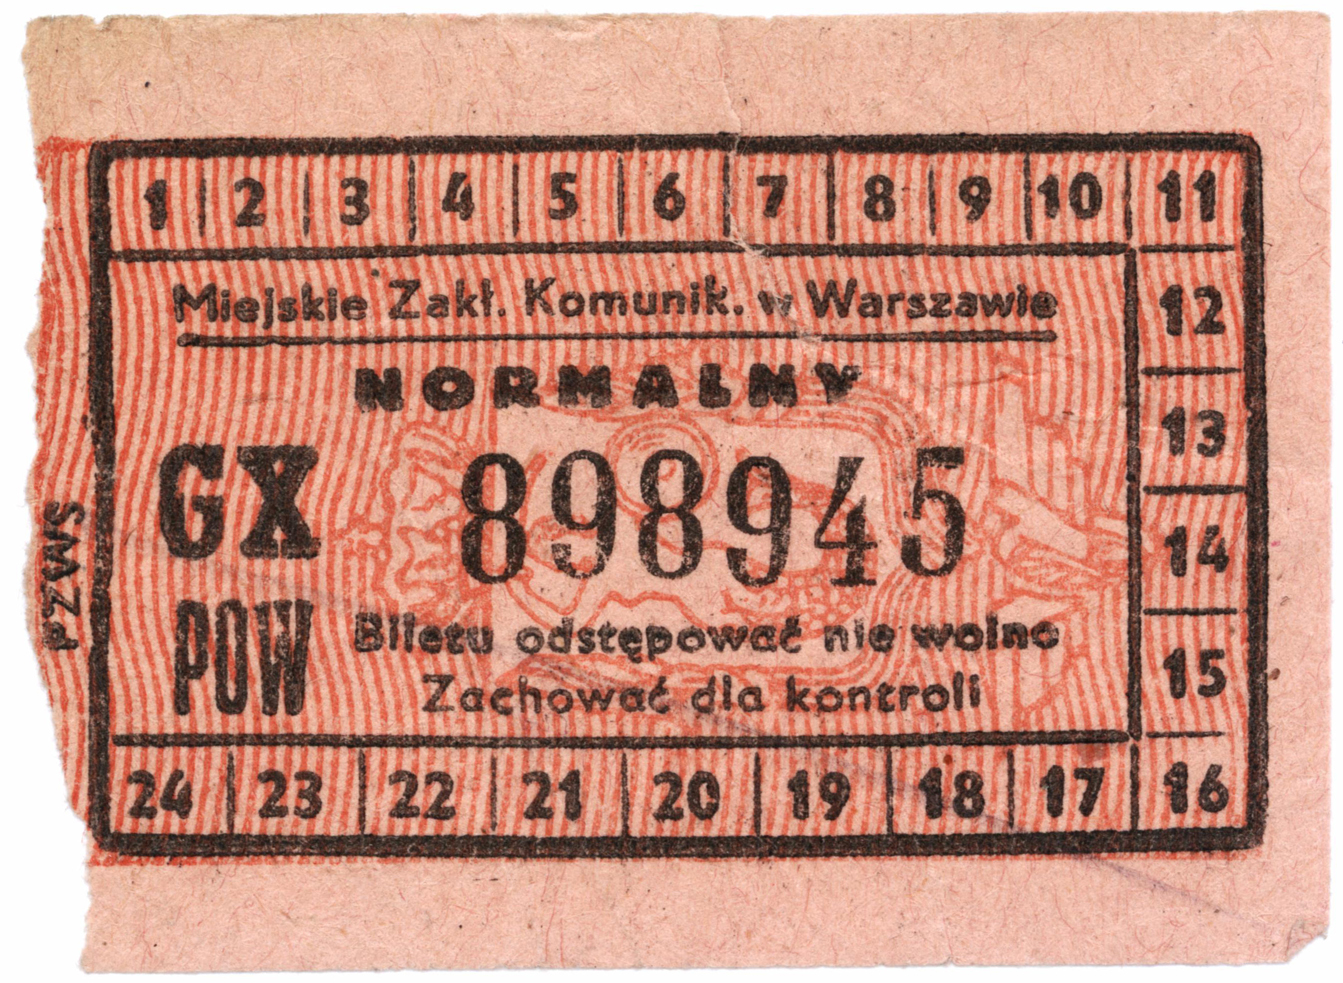 1 2 3 4 5 6 7 8 9 10 11
Miejskie Zakł. Komunik. w Warszawie
12
NORMALNY
13
GX 898945
14
PZWS
POW
Biletu odstępować nie wolno
Zachować dla kontroli
15
24 23 22 21 20 19 18 17 16